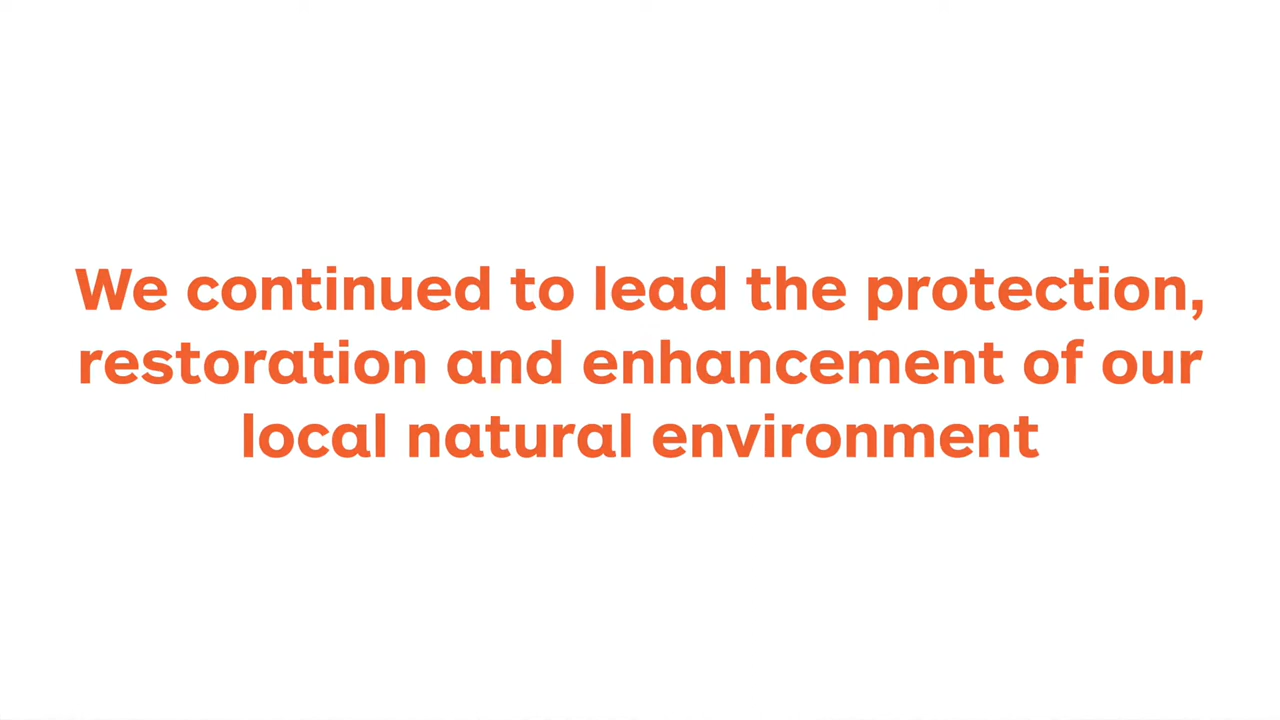 We continued to lead the protection,
restoration and enhancement of our
local natural environment